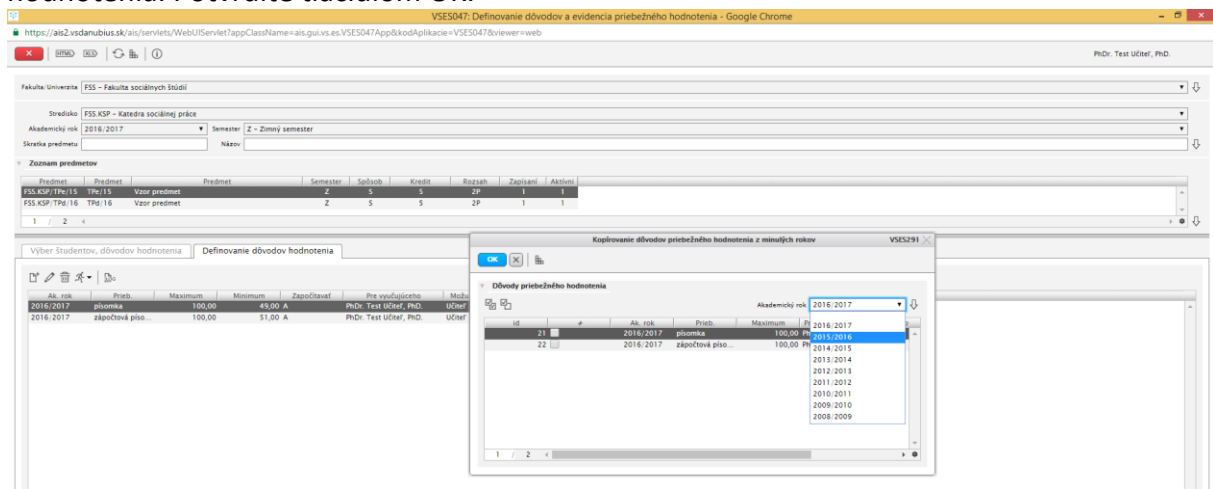 hodnotenia. Potvrďte tlačidlom OK.
VSES047: Definovanie dôvodov a evidencia priebežného hodnotenia - Google Chrome
https://ais2.vsdanubius.sk/ais/servlets/WebUIServlet?appClassName=ais.gui.vs.es.VSES047App&kodAplikacie=VSES047&viewer=web
HTML XLS PhDr. Test Učiteľ, PhD.
Fakulta/Univerzita FSS – Fakulta sociálnych štúdií
Stredisko FSS.KSP – Katedra sociálnej práce
Akademický rok 2016/2017 Semester Z – Zimný semester
Skratka predmetu Názov
Zoznam predmetov
Predmet Predmet Predmet Semester Spôsob Kredit Rozsah Zapísaní Aktívni
FSS.KSP/TPe/15 TPe/15 Vzor predmet Z S 5 2P 1 1
FSS.KSP/TPd/16 TPd/16 Vzor predmet Z S 5 2P 1 1
1 / 2
Výber študentov, dôvodov hodnotenia Definovanie dôvodov hodnotenia
Ak. rok Prieb. Maximum Minimum Započítavať Pre vyučujúceho Možu
2016/2017 písomka 100,00 49,00 A PhDr. Test Učiteľ, PhD. Učiteľ
2016/2017 zápočtová píso... 100,00 51,00 A PhDr. Test Učiteľ, PhD. Učiteľ
Kopírovanie dôvodov priebežného hodnotenia z minulých rokov VSES291
OK
Dôvody priebežného hodnotenia
Akademický rok 2016/2017
id Ak. rok Prieb. Maximum
21 2016/2017 písomka 100,00 Ph
22 2016/2017 zápočtová píso... 100,00 Ph
2016/2017
2015/2016
2014/2015
2013/2014
2012/2013
2011/2012
2010/2011
2009/2010
2008/2009
1 / 2